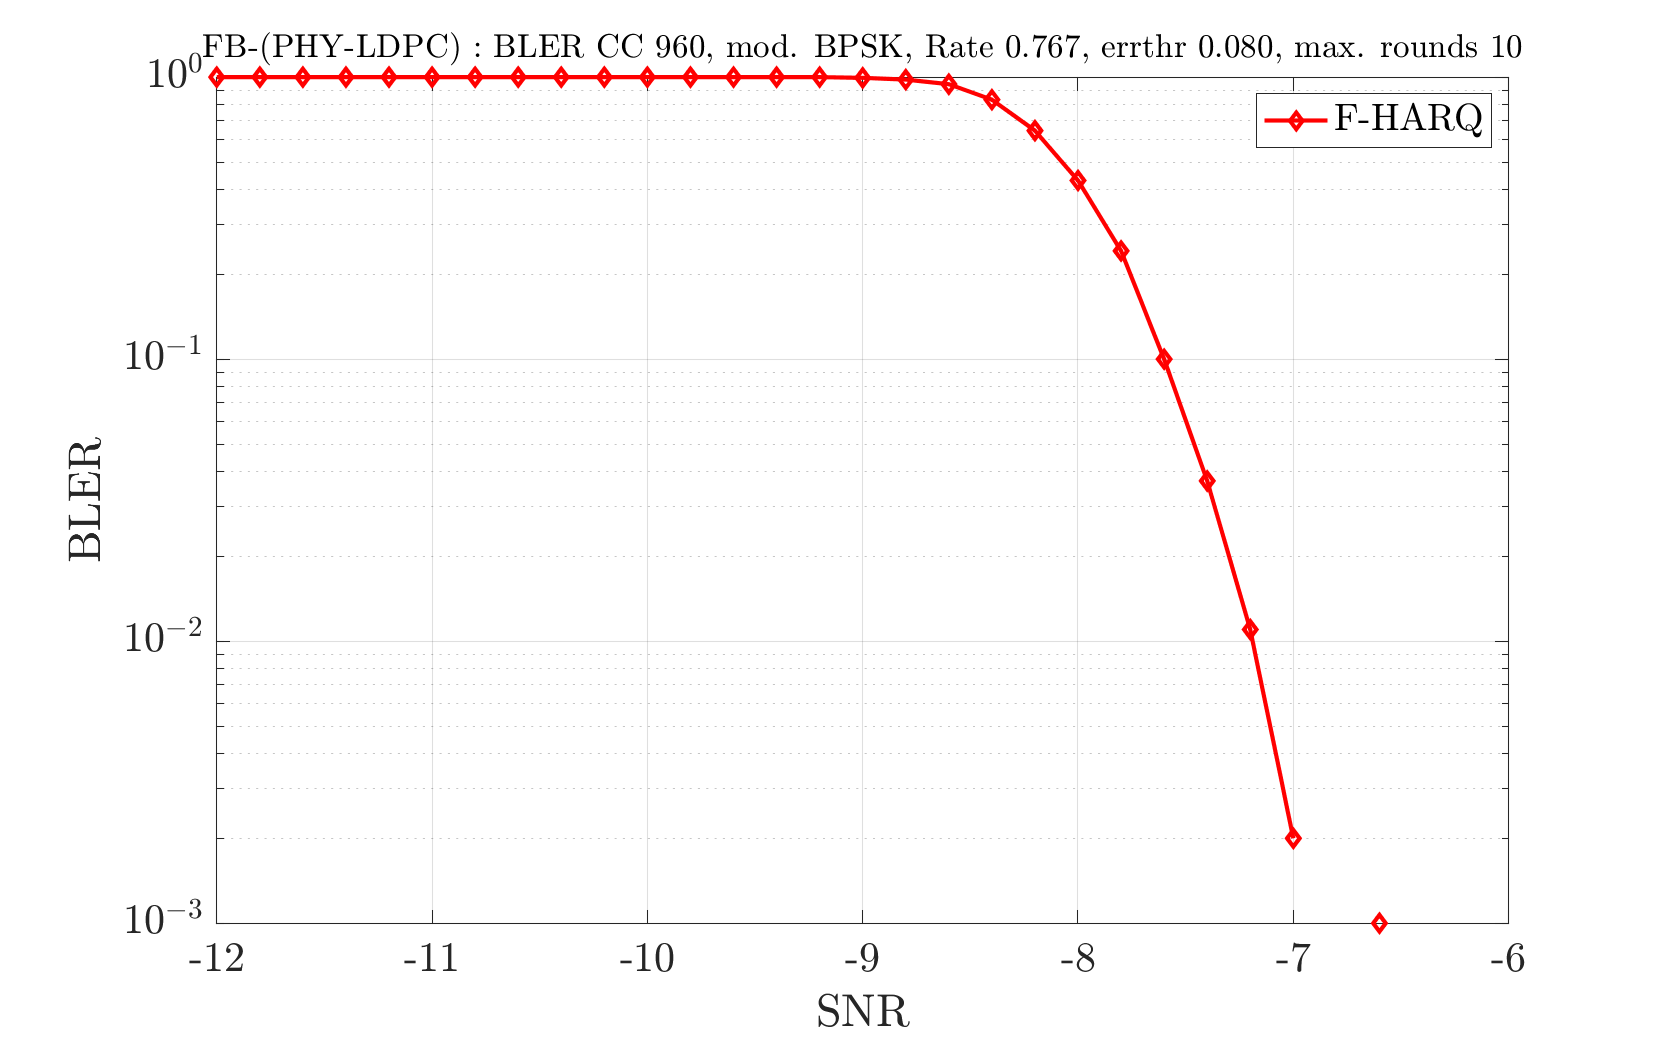 FB-(PHY-LDPC) : BLER CC 960, mod. BPSK, Rate 0.767, errthr 0.080, max. rounds 10
10^0
F-HARQ
10^{-1}
BLER
10^{-2}
10^{-3}
-12 -11 -10 -9 -8 -7 -6
SNR